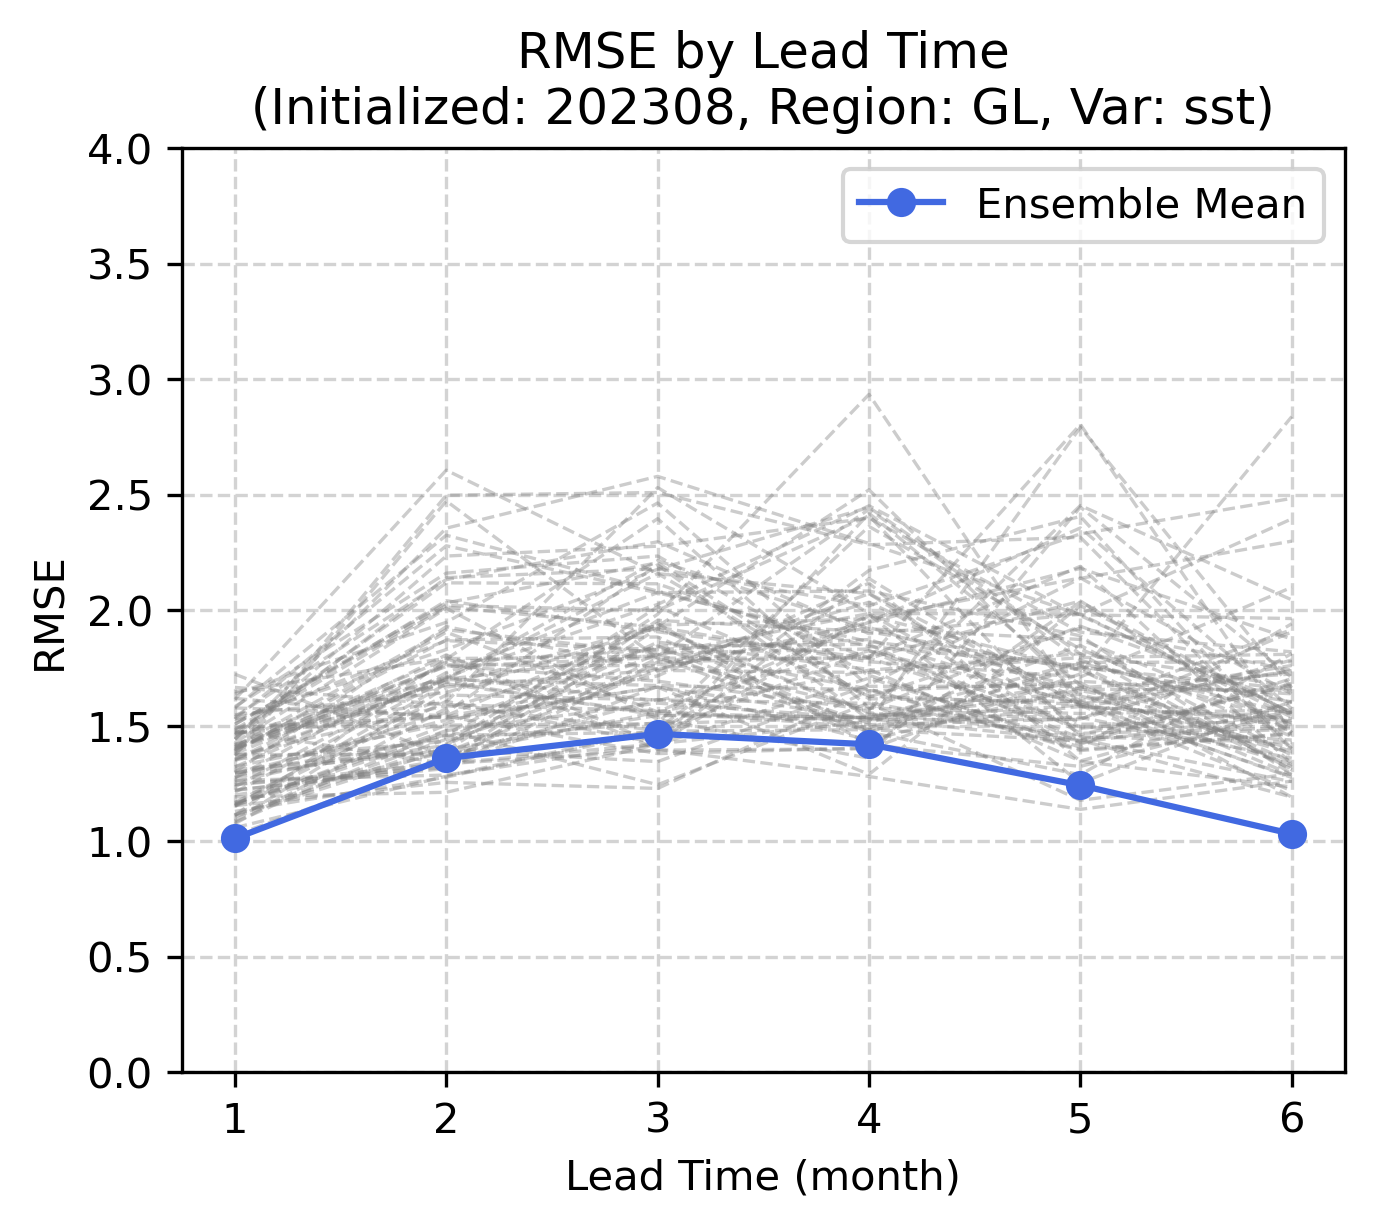 RMSE by Lead Time
(Initialized: 202308, Region: GL, Var: sst)
4.0
3.5
3.0
2.5
2.0
1.5
1.0
0.5
0.0
RMSE
Ensemble Mean
1 2 3 4 5 6
Lead Time (month)